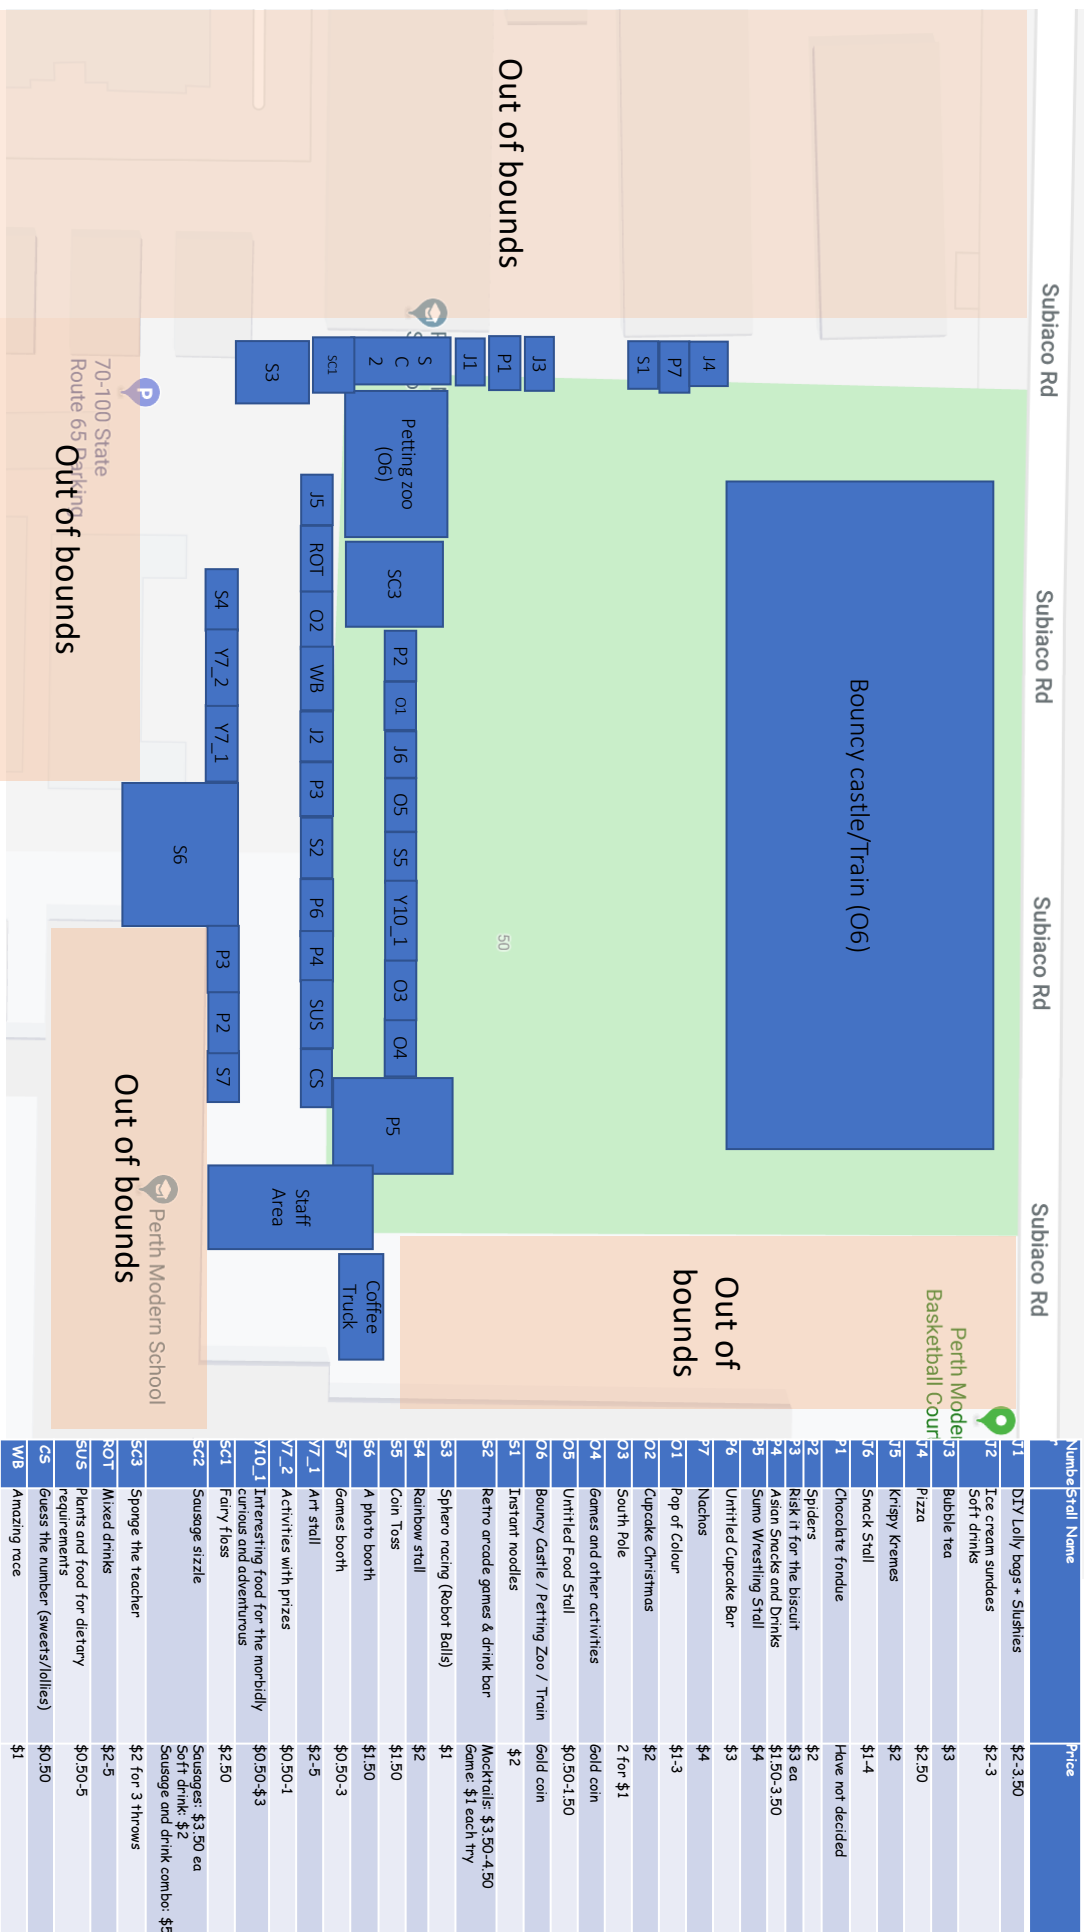 Subiaco Rd
Subiaco Rd
Subiaco Rd
Subiaco Rd
Out of bounds
Out of bounds
Out of bounds
Out of
bounds
70-100 State
Route 65 Parking
P
Perth Modern School
Perth Moder
Basketball Cour
50
J4
P7
S1
J3
P1
J1
S
C
2
SC1
S3
Petting zoo
(O6)
SC3
Bouncy castle/Train (O6)
P2
O1
J6
O5
S5
Y10_1
O3
O4
P5
J5
ROT
O2
WB
J2
P3
S2
P6
P4
SUS
CS
S4
Y7_2
Y7_1
S6
P3
P2
S7
Staff
Area
Coffee
Truck
Number Stall Name Price
J1 DIY Lolly bags + Slushies $2-3.50
J2 Ice cream sundaes
Soft drinks $2-3
J3 Bubble tea $3
J4 Pizza $2.50
J5 Krispy Kremes $2
J6 Snack Stall $1-4
P1 Chocolate fondue Have not decided
P2 Spiders $2
P3 Risk it for the biscuit $3 ea
P4 Asian Snacks and Drinks $1.50-3.50
P5 Sumo Wrestling Stall $4
P6 Untitled Cupcake Bar $3
P7 Nachos $4
O1 Pop of Colour $1-3
O2 Cupcake Christmas $2
O3 South Pole 2 for $1
O4 Games and other activities Gold coin
O5 Untitled Food Stall $0.50-1.50
O6 Bouncy Castle / Petting Zoo / Train Gold coin
S1 Instant noodles $2
S2 Retro arcade games & drink bar Mocktails: $3.50-4.50
Game: $1 each try
S3 Sphero racing (Robot Balls) $1
S4 Rainbow stall $2
S5 Coin Toss $1.50
S6 A photo booth $1.50
S7 Games booth $0.50-3
Y7_1 Art stall $2-5
Y7_2 Activities with prizes $0.50-1
Y10_1 Interesting food for the morbidly
curious and adventurous $0.50-$3
SC1 Fairy floss $2.50
SC2 Sausage sizzle Sausages: $3.50 ea
Soft drink: $2
Sausage and drink combo: $5
SC3 Sponge the teacher $2 for 3 throws
ROT Mixed drinks $2-5
SUS Plants and food for dietary
requirements $0.50-5
CS Guess the number (sweets/lollies) $0.50
WB Amazing race $1